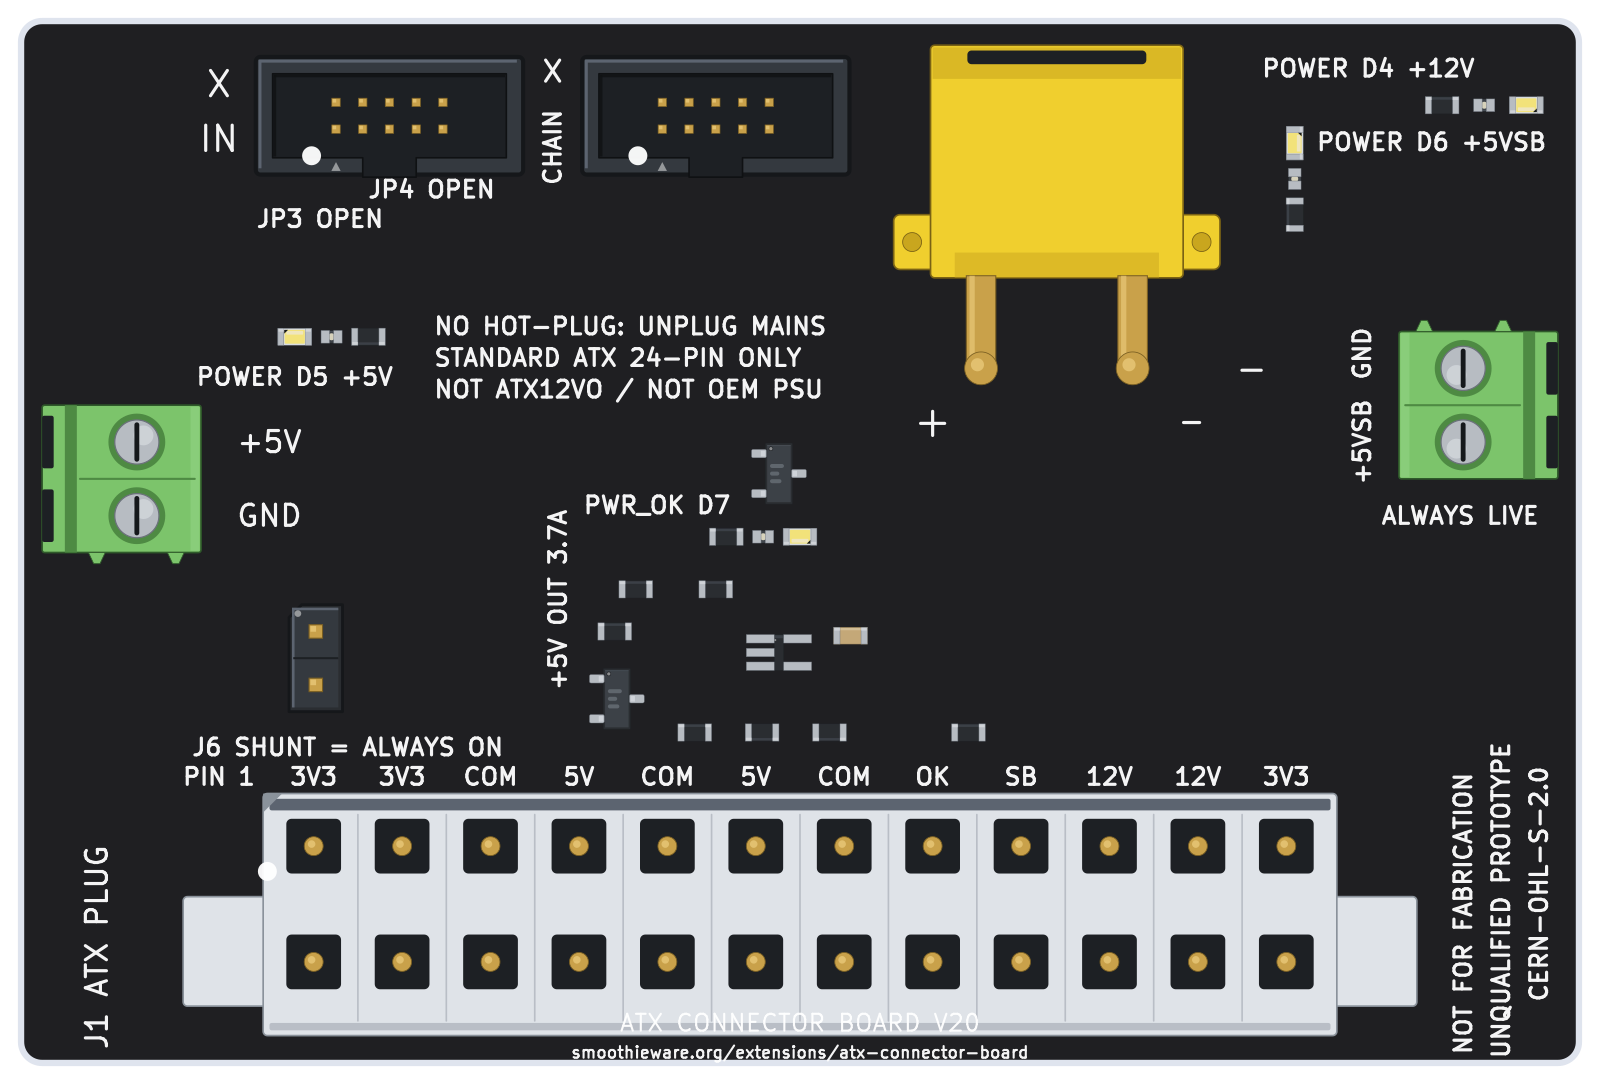 X
IN
CHAIN X
JP4 OPEN
JP3 OPEN
POWER D4 +12V
POWER D6 +5VSB
NO HOT-PLUG: UNPLUG MAINS
STANDARD ATX 24-PIN ONLY
NOT ATX12VO / NOT OEM PSU
POWER D5 +5V
+5V
GND
+
-
-
+5VSB GND
ALWAYS LIVE
PWR_OK D7
+5V OUT 3.7A
J6 SHUNT = ALWAYS ON
PIN 1 3V3 3V3 COM 5V COM 5V COM OK SB 12V 12V 3V3
J1 ATX PLUG
NOT FOR FABRICATION
UNQUALIFIED PROTOTYPE
CERN-OHL-S-2.0
ATX CONNECTOR BOARD V20
smoothieware.org/extensions/atx-connector-board